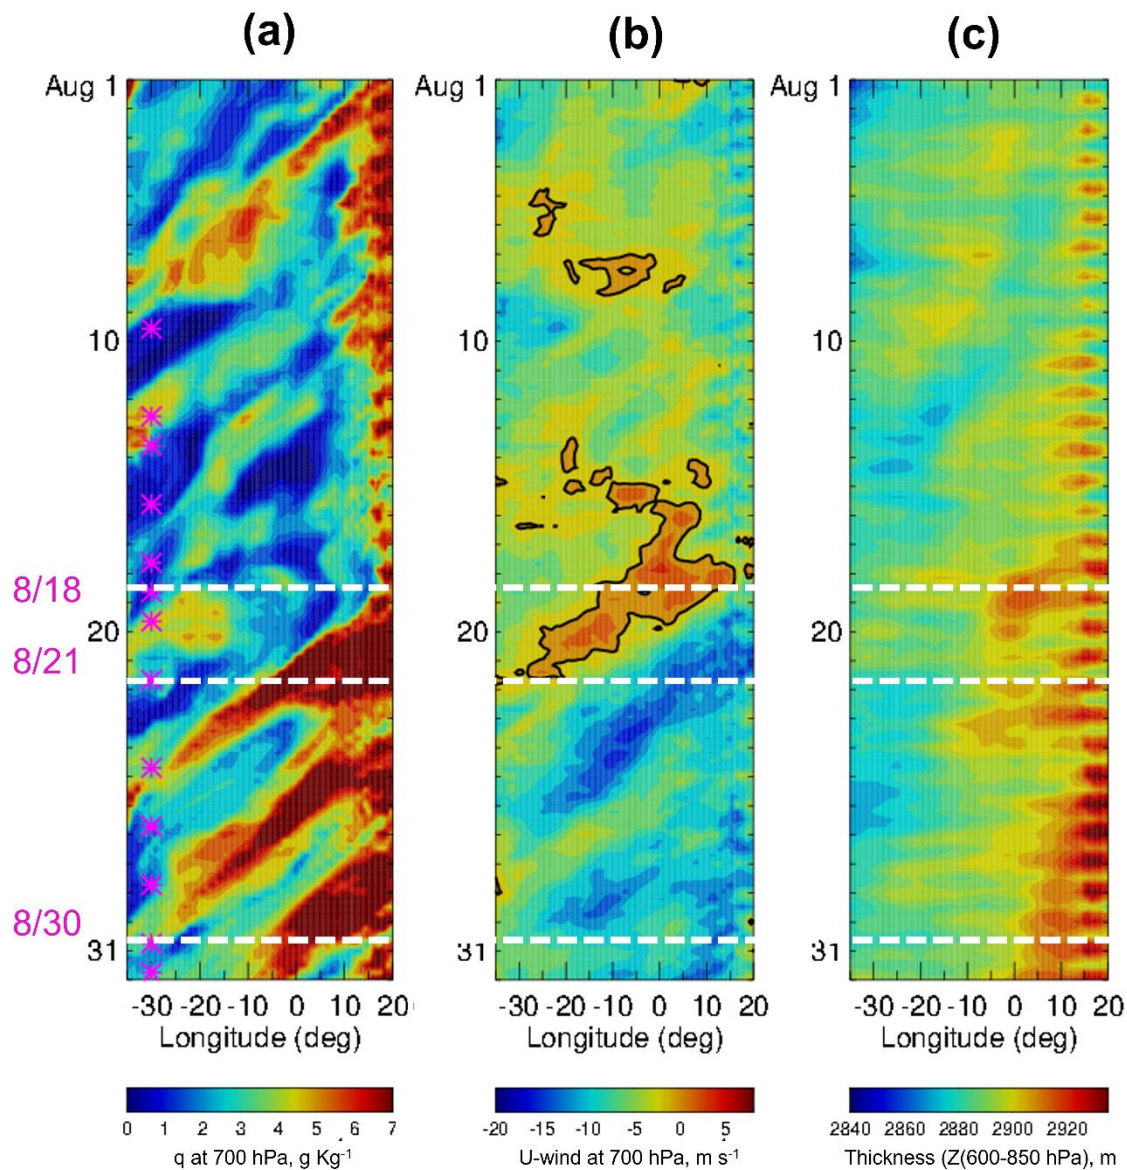 (a) (b) (c)
Aug 1 Aug 1 Aug 1
10 10 10
8/18
20 20 20
8/21
8/30
31 31 31
-30 -20 -10 0 10 20 -30 -20 -10 0 10 20 -30 -20 -10 0 10 20
Longitude (deg) Longitude (deg) Longitude (deg)
0 1 2 3 4 5 6 7 -20 -15 -10 -5 0 5 2840 2860 2880 2900 2920
q at 700 hPa, g Kg⁻¹ U-wind at 700 hPa, m s⁻¹ Thickness (Z(600-850 hPa), m